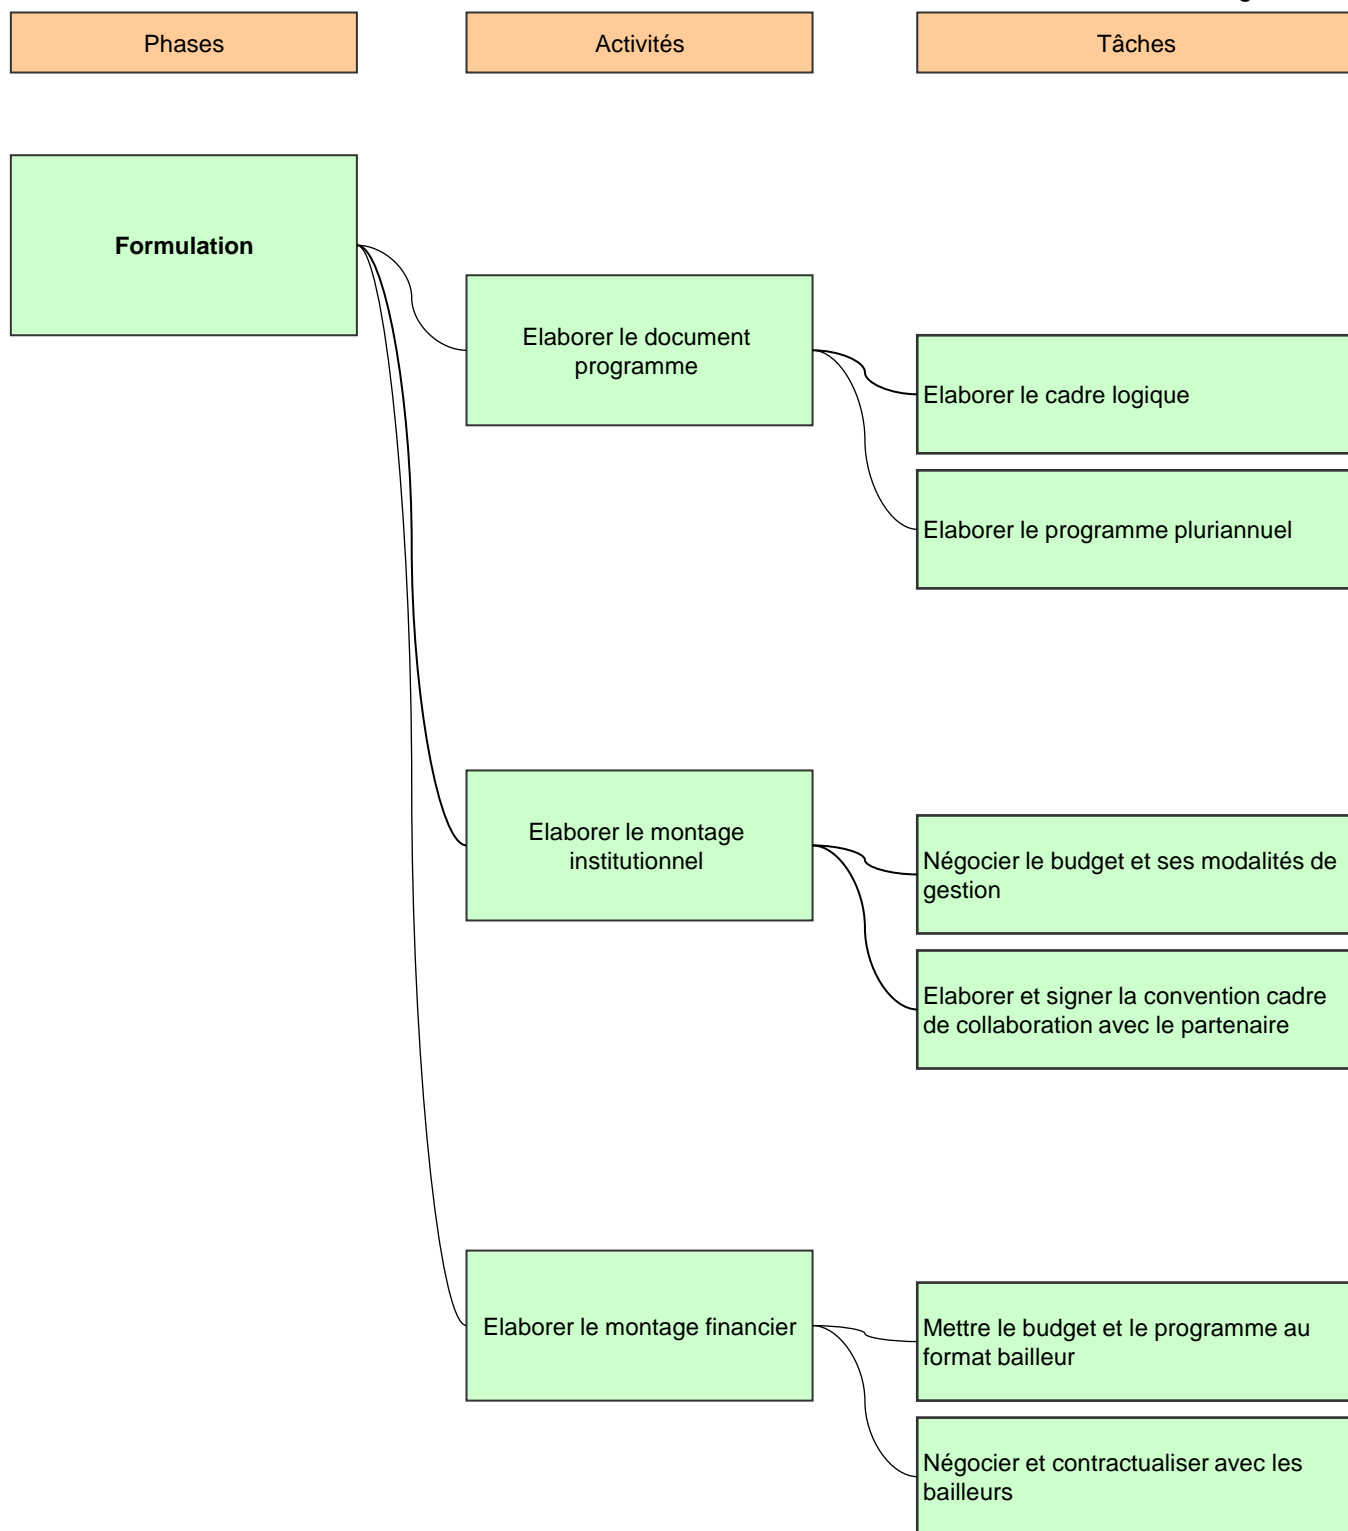 Phases
Activités
Tâches
Formulation
Elaborer le document
programme
Elaborer le cadre logique
Elaborer le programme pluriannuel
Elaborer le montage
institutionnel
Négocier le budget et ses modalités de
gestion
Elaborer et signer la convention cadre
de collaboration avec le partenaire
Elaborer le montage financier
Mettre le budget et le programme au
format bailleur
Négocier et contractualiser avec les
bailleurs